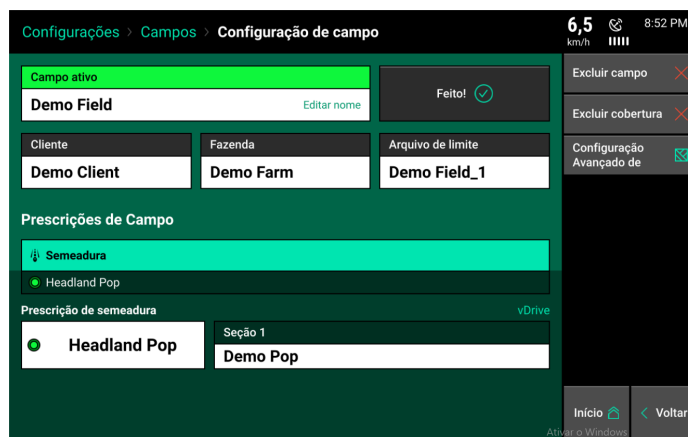 Configurações > Campos > Configuração de campo
6,5
km/h
8:52 PM
Campo ativo
Demo Field
Editar nome
Feito!
Excluir campo
Excluir cobertura
Configuração
Avançado de
Cliente
Demo Client
Fazenda
Demo Farm
Arquivo de limite
Demo Field_1
Prescrições de Campo
Semeadura
Headland Pop
Prescrição de semeadura
vDrive
Headland Pop
Seção 1
Demo Pop
Início
< Voltar
Ativar o Windows